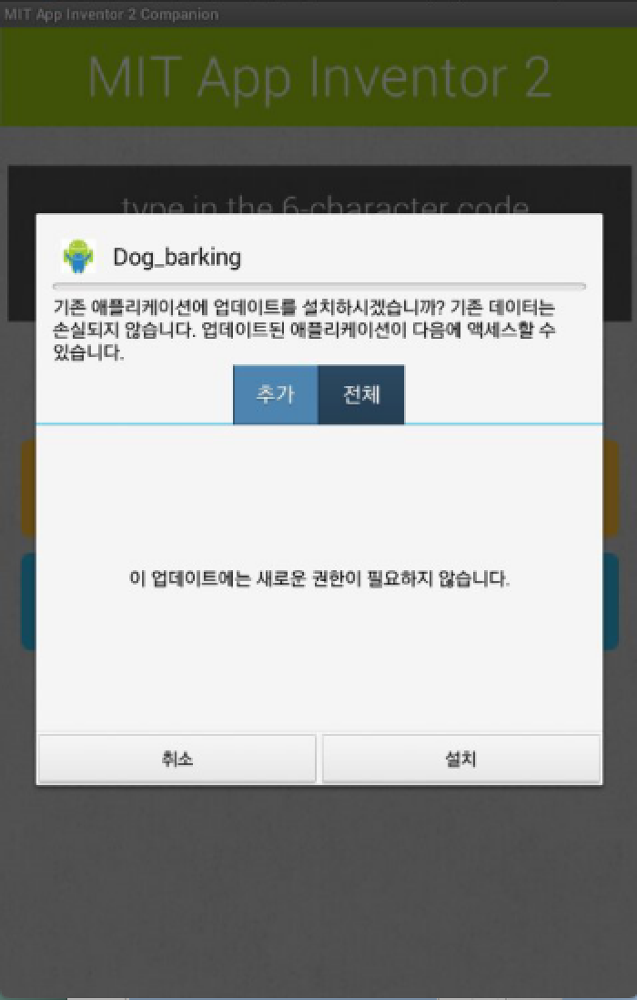 MIT App Inventor 2 Companion
MIT App Inventor 2
type in the 6-character code
Dog_barking
기존 애플리케이션에 업데이트를 설치하시겠습니까? 기존 데이터는
손실되지 않습니다. 업데이트된 애플리케이션이 다음에 액세스할 수
있습니다.
추가 전체
이 업데이트에는 새로운 권한이 필요하지 않습니다.
취소 설치